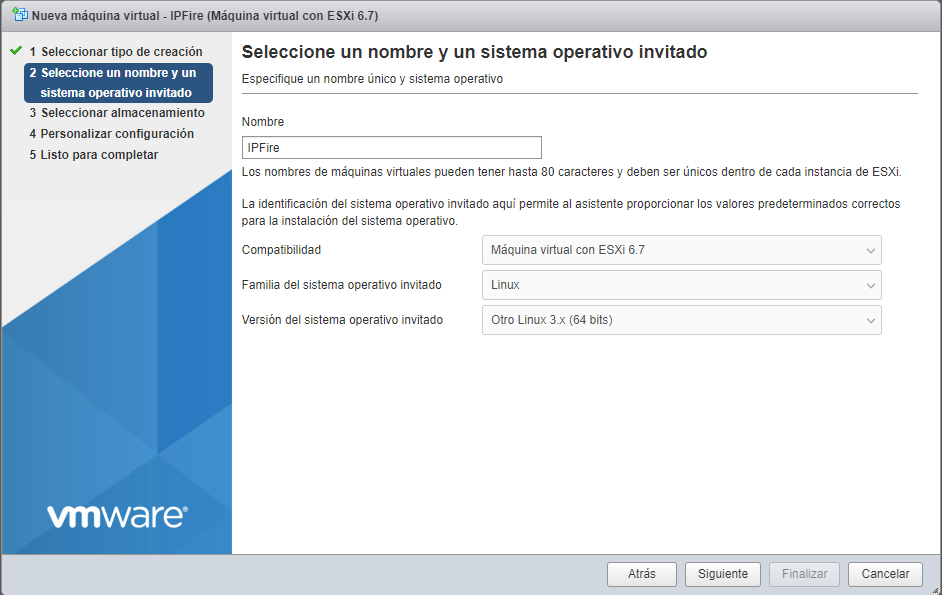 Nueva máquina virtual - IPFire (Máquina virtual con ESXi 6.7)
1 Seleccionar tipo de creación
2 Seleccione un nombre y un
sistema operativo invitado
3 Seleccionar almacenamiento
4 Personalizar configuración
5 Listo para completar
vmware®
Seleccione un nombre y un sistema operativo invitado
Especifique un nombre único y sistema operativo
Nombre
IPFire
Los nombres de máquinas virtuales pueden tener hasta 80 caracteres y deben ser únicos dentro de cada instancia de ESXi.
La identificación del sistema operativo invitado aquí permite al asistente proporcionar los valores predeterminados correctos
para la instalación del sistema operativo.
Compatibilidad Máquina virtual con ESXi 6.7
Familia del sistema operativo invitado Linux
Versión del sistema operativo invitado Otro Linux 3.x (64 bits)
Atrás Siguiente Finalizar Cancelar